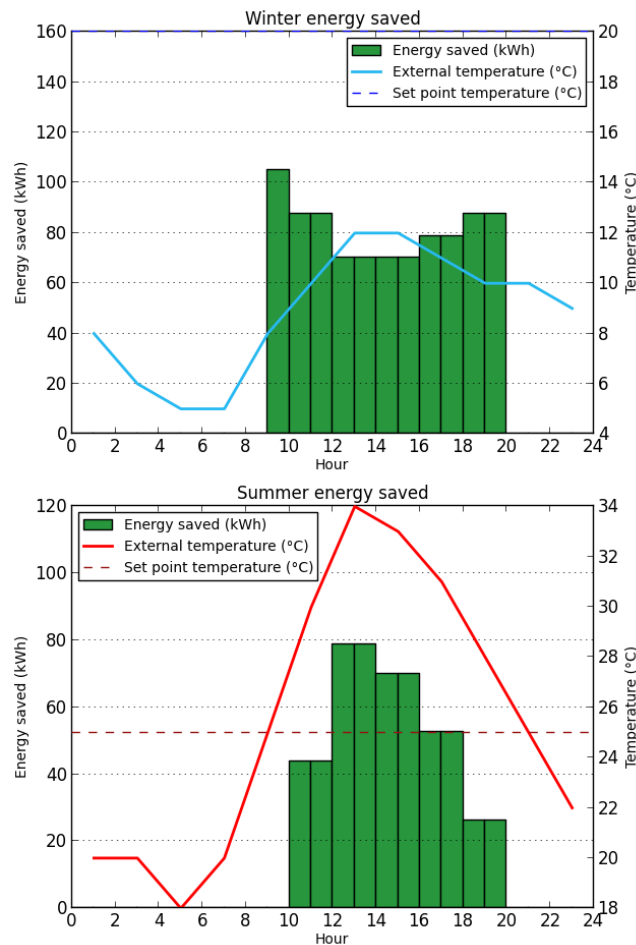 Winter energy saved
Energy saved (kWh)
External temperature (°C)
Set point temperature (°C)
160
140
120
100
80
60
40
20
0
Energy saved (kWh)
20
18
16
14
12
10
8
6
4
Temperature (°C)
0 2 4 6 8 10 12 14 16 18 20 22 24
Hour
Summer energy saved
Energy saved (kWh)
External temperature (°C)
Set point temperature (°C)
120
100
80
60
40
20
0
Energy saved (kWh)
34
32
30
28
26
24
22
20
18
Temperature (°C)
0 2 4 6 8 10 12 14 16 18 20 22 24
Hour